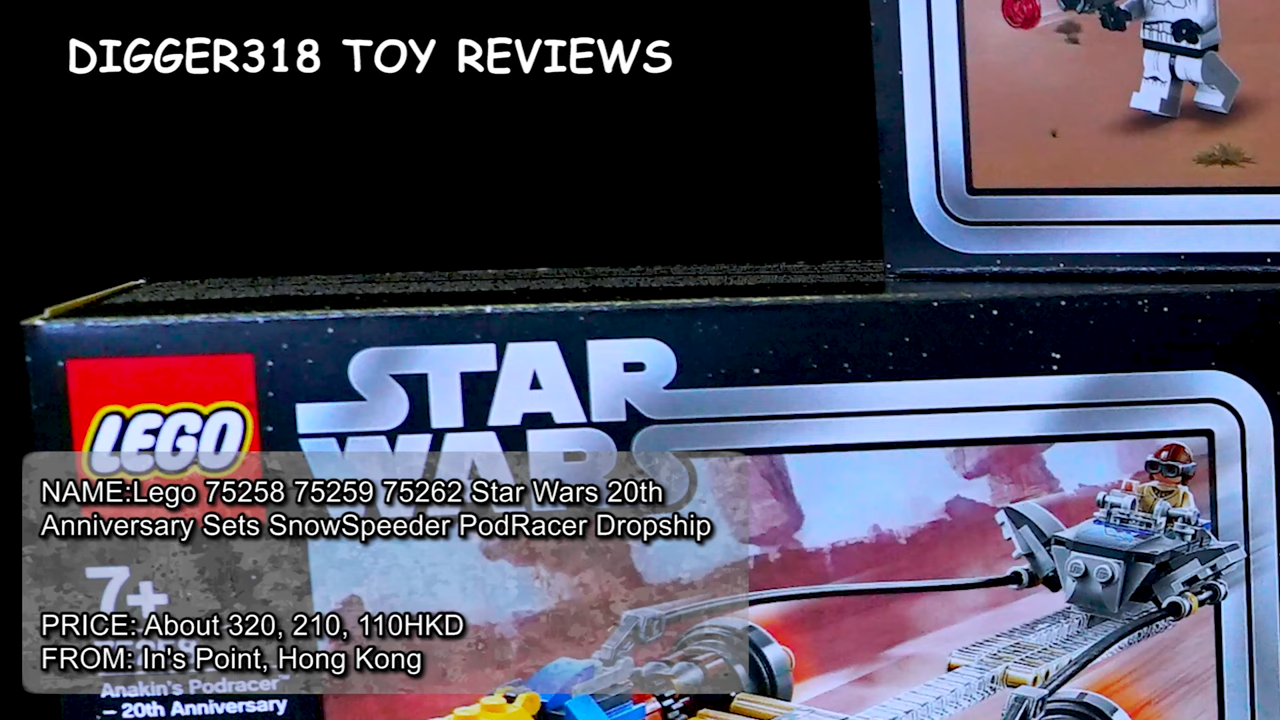 DIGGER318 TOY REVIEWS
STAR
WARS
LEGO
NAME:Lego 75258 75259 75262 Star Wars 20th
Anniversary Sets SnowSpeeder PodRacer Dropship
7+
PRICE: About 320, 210, 110HKD
FROM: In's Point, Hong Kong
Anakin's Podracer™
– 20th Anniversary